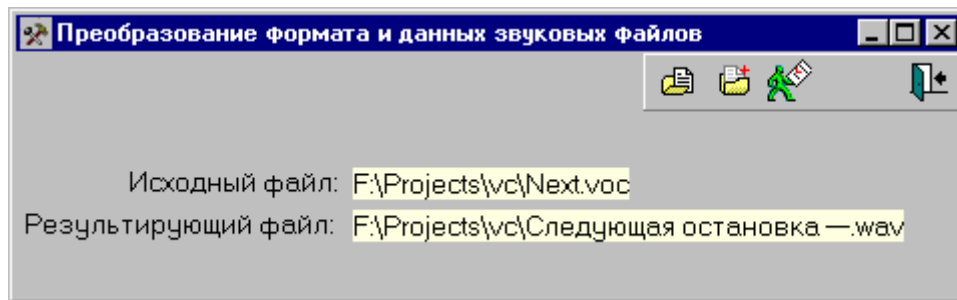 Преобразование формата и данных звуковых файлов
Исходный файл: F:\Projects\vc\Next.voc
Результирующий файл: F:\Projects\vc\Следующая остановка —.wav